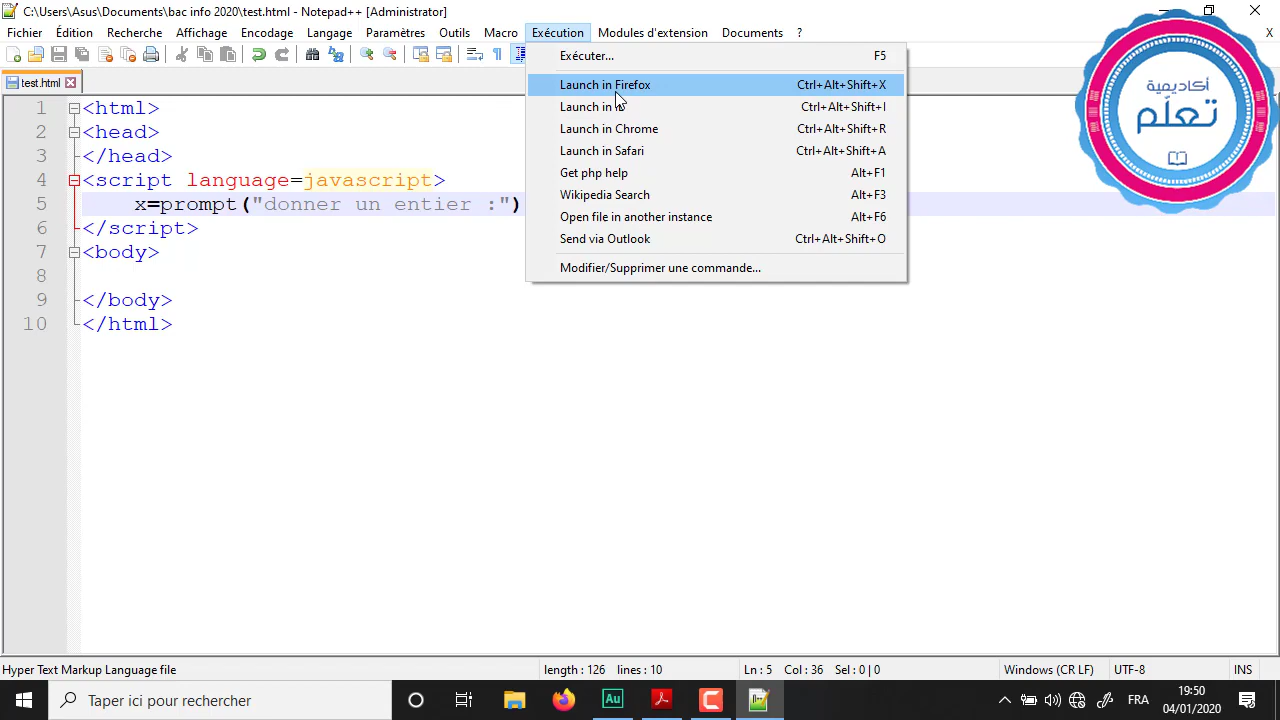 C:\Users\Asus\Documents\bac info 2020\test.html - Notepad++ [Administrator]
Fichier Édition Recherche Affichage Encodage Langage Paramètres Outils Macro Exécution Modules d'extension Documents ? X
test.html
Exécuter... F5
Launch in Firefox Ctrl+Alt+Shift+X
Launch in Ctrl+Alt+Shift+I
Launch in Chrome Ctrl+Alt+Shift+R
Launch in Safari Ctrl+Alt+Shift+A
Get php help Alt+F1
Wikipedia Search Alt+F3
Open file in another instance Alt+F6
Send via Outlook Ctrl+Alt+Shift+O
Modifier/Supprimer une commande...
1 <html>
2 <head>
3 </head>
4 <script language=javascript>
5 x=prompt("donner un entier :")
6 </script>
7 <body>
8
9 </body>
10 </html>
أكاديمية
تعلّم
Hyper Text Markup Language file length : 126 lines : 10 Ln : 5 Col : 36 Sel : 0 | 0 Windows (CR LF) UTF-8 INS
Taper ici pour rechercher
Au
FRA
19:50
04/01/2020